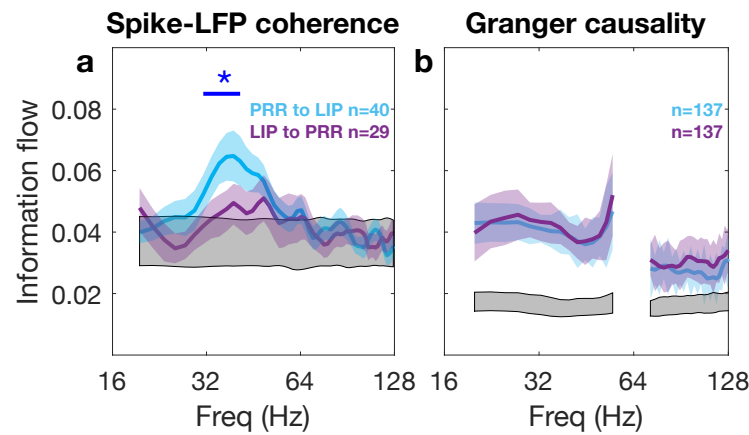 Spike-LFP coherence
Granger causality
a
b
*
PRR to LIP n=40
LIP to PRR n=29
n=137
n=137
Information flow
0.08
0.06
0.04
0.02
16
32
64
128
16
32
64
128
Freq (Hz)
Freq (Hz)